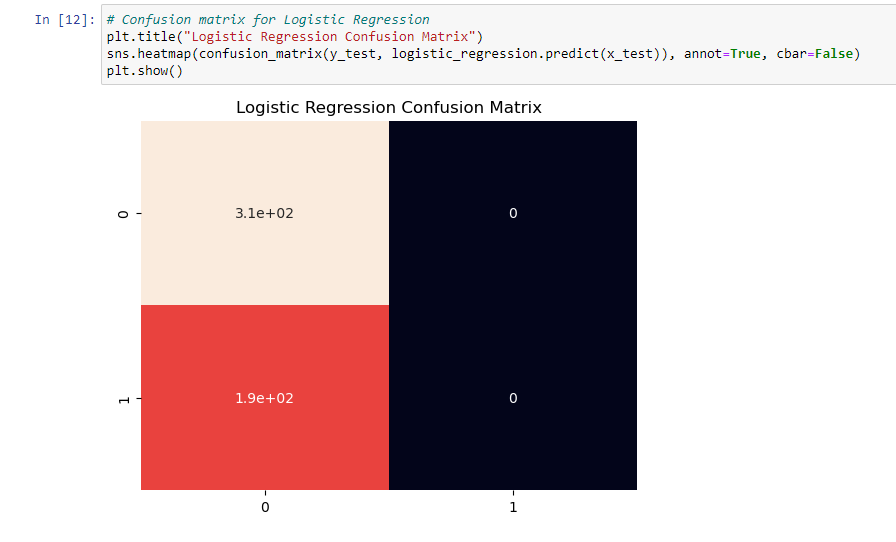 In [12]: # Confusion matrix for Logistic Regression
plt.title("Logistic Regression Confusion Matrix")
sns.heatmap(confusion_matrix(y_test, logistic_regression.predict(x_test)), annot=True, cbar=False)
plt.show()
Logistic Regression Confusion Matrix
0
3.1e+02 0
1
1.9e+02 0
0 1